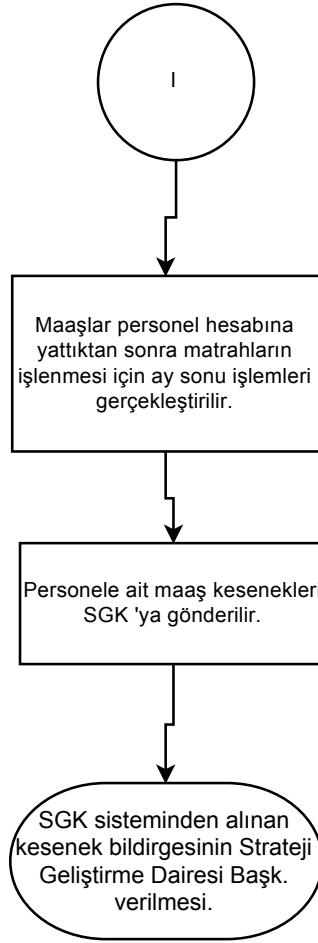 I
Maaşlar personel hesabına
yattıktan sonra matrahların
işlenmesi için ay sonu işlemleri
gerçekleştirilir.
Personele ait maaş kesenekleri
SGK 'ya gönderilir.
SGK sisteminden alınan
kesenek bildirgesinin Strateji
Geliştirme Dairesi Başk.
verilmesi.